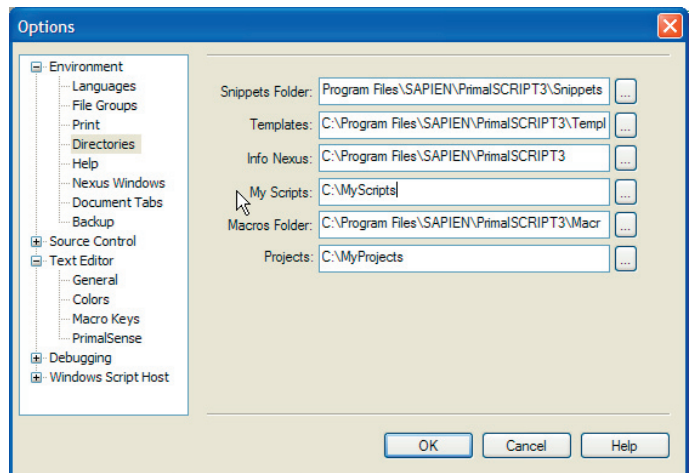 Options
Environment
Languages
File Groups
Print
Directories
Help
Nexus Windows
Document Tabs
Backup
Source Control
Text Editor
General
Colors
Macro Keys
PrimalSense
Debugging
Windows Script Host
Snippets Folder: Program Files\SAPIEN\PrimalSCRIPT3\Snippets ...
Templates: C:\Program Files\SAPIEN\PrimalSCRIPT3\Templ ...
Info Nexus: C:\Program Files\SAPIEN\PrimalSCRIPT3 ...
My Scripts: C:\MyScripts ...
Macros Folder: C:\Program Files\SAPIEN\PrimalSCRIPT3\Macr ...
Projects: C:\MyProjects ...
OK Cancel Help